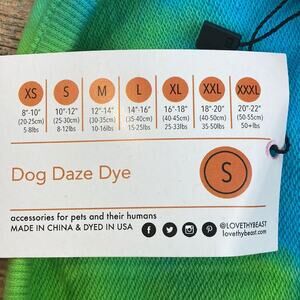 XS S M L XL XXL XXXL
8"-10" 10"-12" 12"-14" 14"-16" 16"-18" 18"-20" 20"-22"
(20-25cm) (25-30cm) (30-35cm) (35-40cm) (40-45cm) (40-50cm) (50-55cm)
5-8lbs 8-12lbs 10-16lbs 15-25lbs 25-33lbs 35-50lbs 50+lbs
Dog Daze Dye S
accessories for pets and their humans
MADE IN CHINA & DYED IN USA
@LOVETHYBEAST
lovethybeast.com